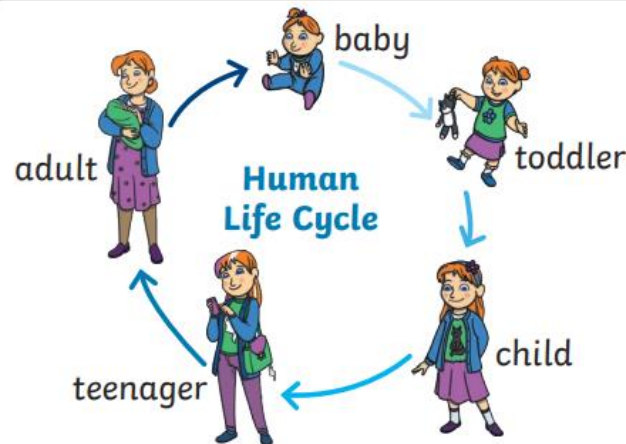 baby
toddler
child
teenager
adult
Human
Life Cycle